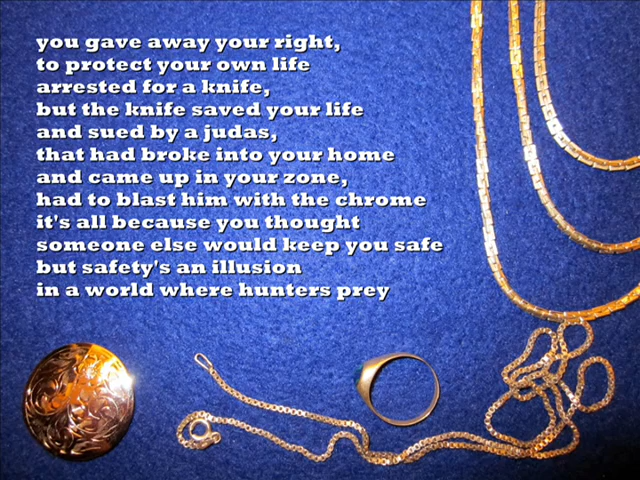 you gave away your right,
to protect your own life
arrested for a knife,
but the knife saved your life
and sued by a judas,
that had broke into your home
and came up in your zone,
had to blast him with the chrome
it's all because you thought
someone else would keep you safe
but safety's an illusion
in a world where hunters prey